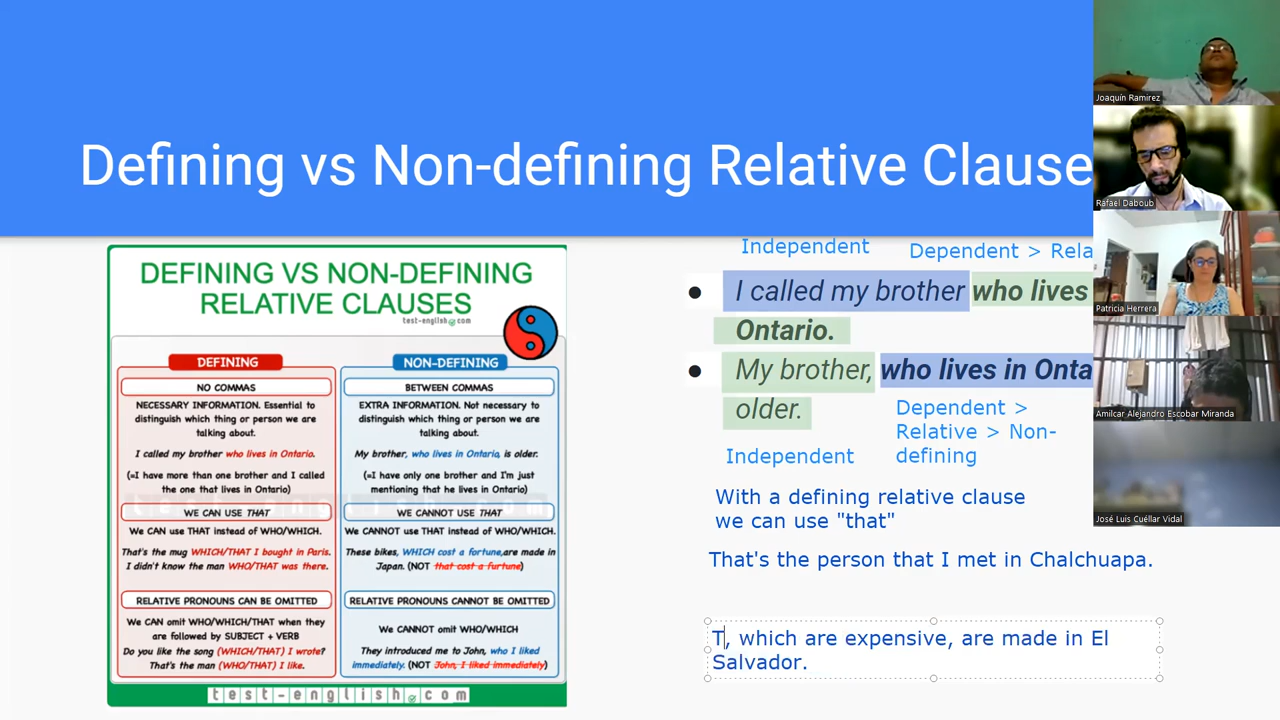 Defining vs Non-defining Relative Clause
DEFINING VS NON-DEFINING
RELATIVE CLAUSES
test-english.com
DEFINING
NO COMMAS
NECESSARY INFORMATION. Essential to
distinguish which thing or person we are
talking about.
I called my brother who lives in Ontario.
(=I have more than one brother and I called
the one that lives in Ontario)
WE CAN USE THAT
We CAN use THAT instead of WHO/WHICH.
That's the mug WHICH/THAT I bought in Paris.
I didn't know the man WHO/THAT was there.
RELATIVE PRONOUNS CAN BE OMITTED
We CAN omit WHO/WHICH/THAT when they
are followed by SUBJECT + VERB
Do you like the song (WHICH/THAT) I wrote?
That's the man (WHO/THAT) I like.
NON-DEFINING
BETWEEN COMMAS
EXTRA INFORMATION. Not necessary to
distinguish which thing or person we are
talking about.
My brother, who lives in Ontario, is older.
(=I have only one brother and I'm just
mentioning that he lives in Ontario)
WE CANNOT USE THAT
We CANNOT use THAT instead of WHO/WHICH.
These bikes, WHICH cost a fortune,are made in
Japan. (NOT that cost a furtune)
RELATIVE PRONOUNS CANNOT BE OMITTED
We CANNOT omit WHO/WHICH
They introduced me to John, who I liked
immediately. (NOT John, I liked immediately)
test-english.com
Independent
Dependent > Rela
● I called my brother who lives
Ontario.
● My brother, who lives in Onta
older.
Dependent >
Relative > Non-
defining
Independent
With a defining relative clause
we can use "that"
That's the person that I met in Chalchuapa.
T, which are expensive, are made in El
Salvador.
Joaquín Ramirez
Rafael Daboub
Patricia Herrera
Amilcar Alejandro Escobar Miranda
José Luis Cuéllar Vidal